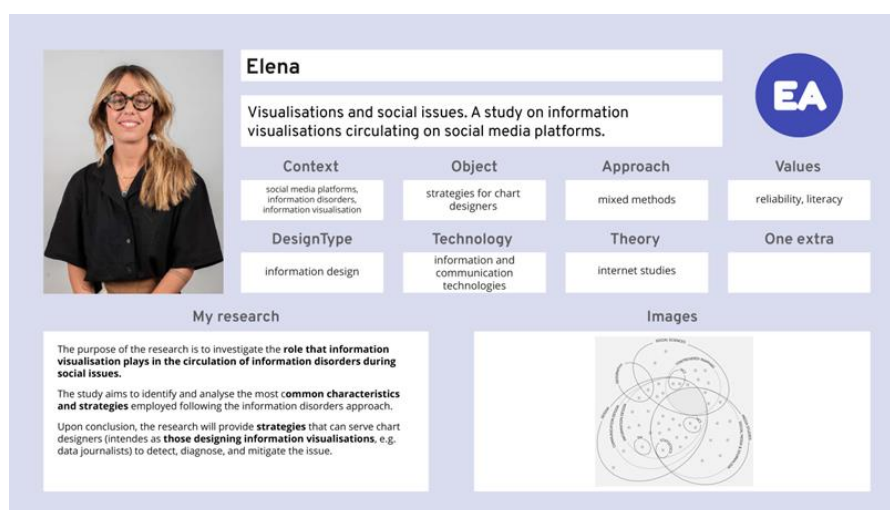 Elena
EA
Visualisations and social issues. A study on information
visualisations circulating on social media platforms.
Context
Object
Approach
Values
social media platforms,
information disorders,
information visualisation
strategies for chart
designers
mixed methods
reliability, literacy
DesignType
Technology
Theory
One extra
information design
information and
communication
technologies
internet studies
My research
Images
The purpose of the research is to investigate the role that information
visualisation plays in the circulation of information disorders during
social issues.
The study aims to identify and analyse the most common characteristics
and strategies employed following the information disorders approach.
Upon conclusion, the research will provide strategies that can serve chart
designers (intendes as those designing information visualisations, e.g.
data journalists) to detect, diagnose, and mitigate the issue.
SOCIAL SCIENCES